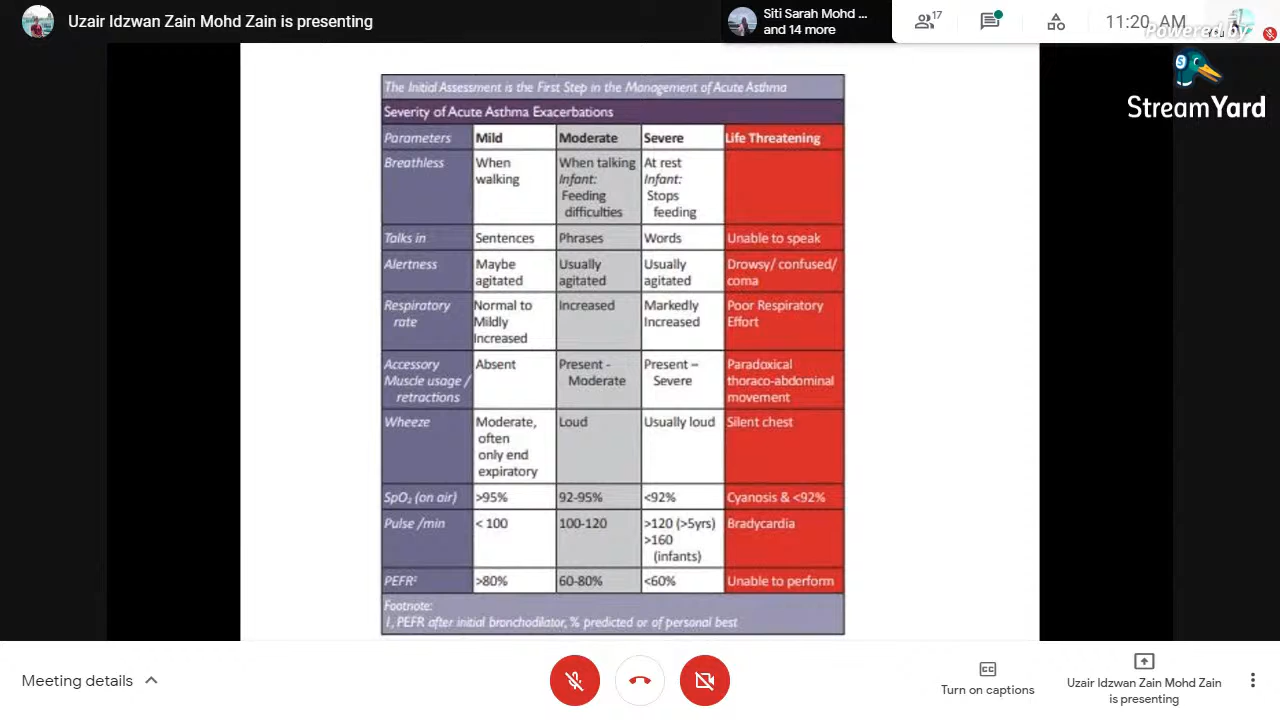 Uzair Idzwan Zain Mohd Zain is presenting
Siti Sarah Mohd ...
and 14 more
17
11:20 AM
You
Powered by
StreamYard
The Initial Assessment is the First Step in the Management of Acute Asthma
Severity of Acute Asthma Exacerbations
Parameters Mild Moderate Severe Life Threatening
Breathless When When talking At rest
walking Infant: Infant:
Feeding Stops
difficulties feeding
Talks in Sentences Phrases Words Unable to speak
Alertness Maybe Usually Usually Drowsy/ confused/
agitated agitated agitated coma
Respiratory Normal to Increased Markedly Poor Respiratory
rate Mildly Increased Effort
Increased
Accessory Absent Present - Present – Paradoxical
Muscle usage / Moderate Severe thoraco-abdominal
retractions movement
Wheeze Moderate, Loud Usually loud Silent chest
often
only end
expiratory
SpO₂ (on air) >95% 92-95% <92% Cyanosis & <92%
Pulse /min < 100 100-120 >120 (>5yrs) Bradycardia
>160
(infants)
PEFR¹ >80% 60-80% <60% Unable to perform
Footnote:
1, PEFR after initial bronchodilator, % predicted or of personal best
Meeting details
CC
Turn on captions
Uzair Idzwan Zain Mohd Zain
is presenting